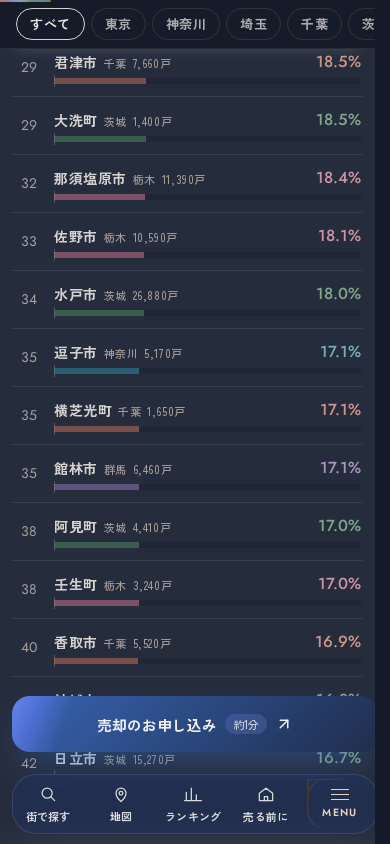 すべて 東京 神奈川 埼玉 千葉 茨
29 君津市 千葉 7,660戸 18.5%
29 大洗町 茨城 1,400戸 18.5%
32 那須塩原市 栃木 11,390戸 18.4%
33 佐野市 栃木 10,590戸 18.1%
34 水戸市 茨城 26,880戸 18.0%
35 逗子市 神奈川 5,170戸 17.1%
35 横芝光町 千葉 1,650戸 17.1%
35 館林市 群馬 6,460戸 17.1%
38 阿見町 茨城 4,410戸 17.0%
38 壬生町 栃木 3,240戸 17.0%
40 香取市 千葉 5,520戸 16.9%
売却のお申し込み 約1分
42 日立市 茨城 15,270戸 16.7%
街で探す 地図 ランキング 売る前に MENU